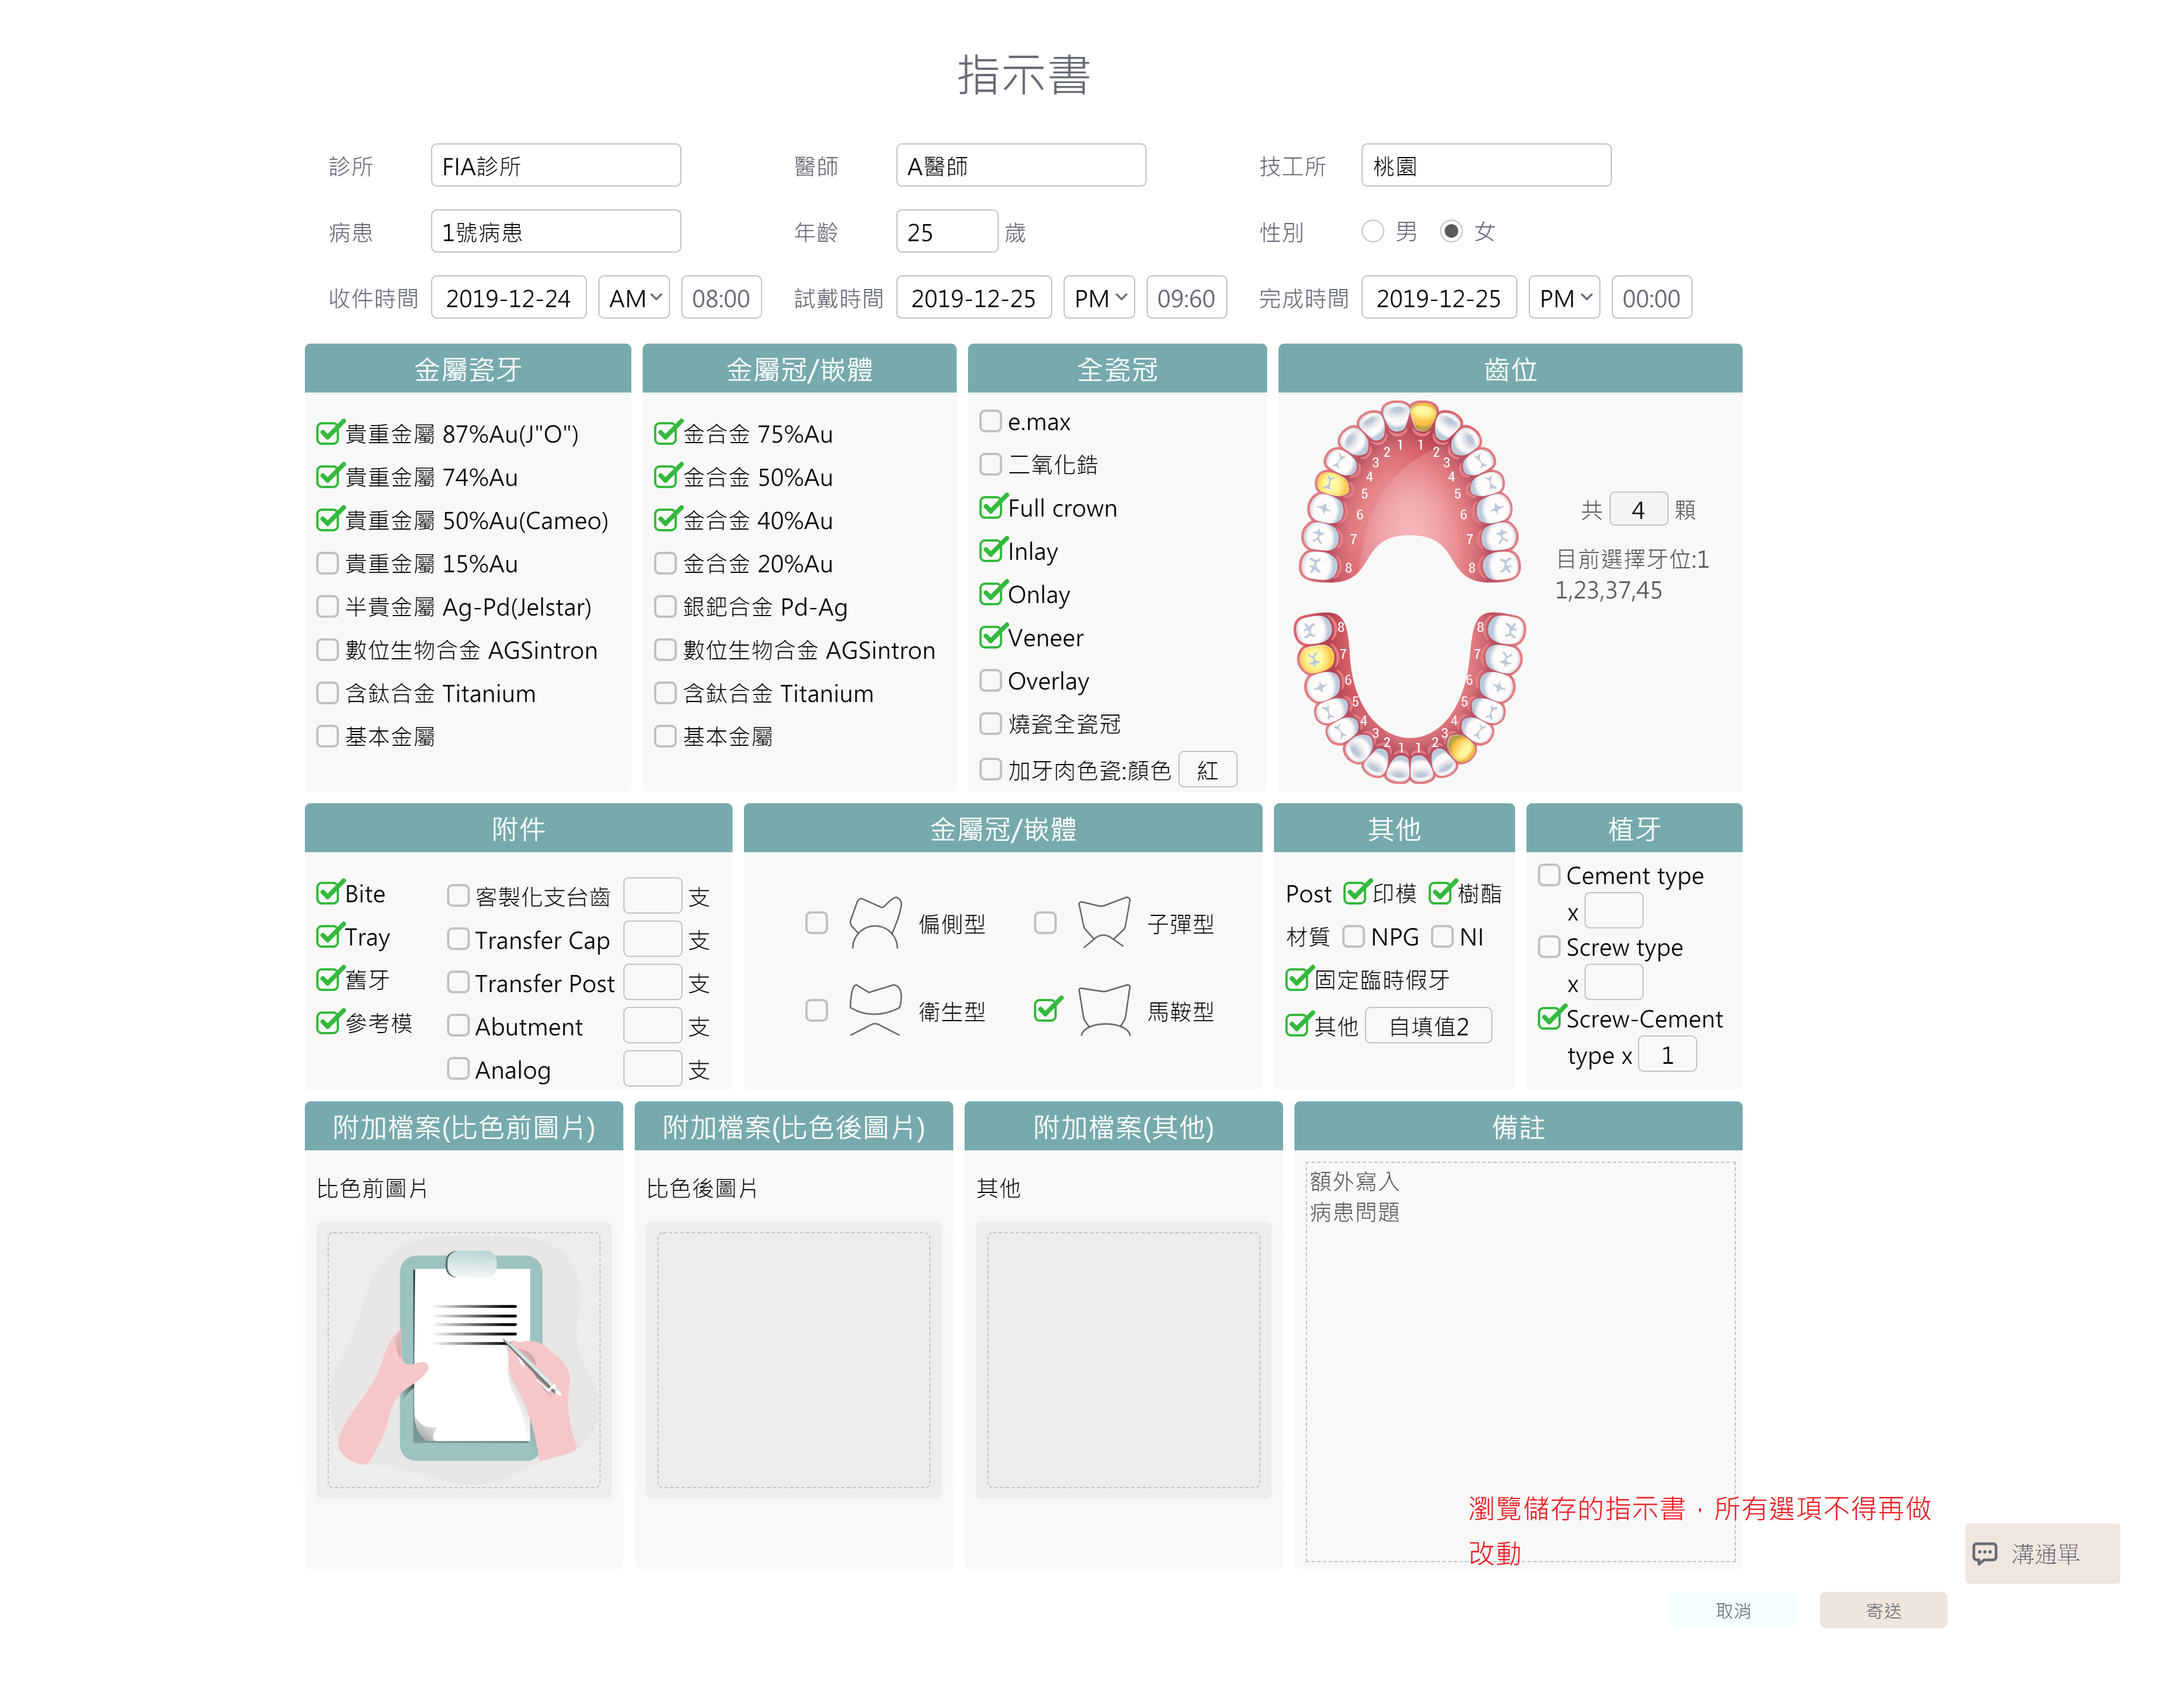 指示書
診所 FIA診所 醫師 A醫師 技工所 桃園
病患 1號病患 年齡 25 歲 性別 男 女
收件時間 2019-12-24 AM 08:00 試戴時間 2019-12-25 PM 09:60 完成時間 2019-12-25 PM 00:00
金屬瓷牙
貴重金屬 87%Au(J"O")
貴重金屬 74%Au
貴重金屬 50%Au(Cameo)
貴重金屬 15%Au
半貴金屬 Ag-Pd(Jelstar)
數位生物合金 AGSintron
含鈦合金 Titanium
基本金屬
金屬冠/嵌體
金合金 75%Au
金合金 50%Au
金合金 40%Au
金合金 20%Au
銀鈀合金 Pd-Ag
數位生物合金 AGSintron
含鈦合金 Titanium
基本金屬
全瓷冠
e.max
二氧化鋯
Full crown
Inlay
Onlay
Veneer
Overlay
燒瓷全瓷冠
加牙肉色瓷:顏色 紅
齒位
1 1
2 2
3 3
4 4
5 5
6 6
7 7
8 8
8 8
7 7
6 6
5 5
4 4
3 3
2 1 1 2
共 4 顆
目前選擇牙位:1
1,23,37,45
附件
Bite
Tray
舊牙
參考模
客製化支台齒 支
Transfer Cap 支
Transfer Post 支
Abutment 支
Analog 支
金屬冠/嵌體
偏側型 子彈型
衛生型 馬鞍型
其他
Post 印模 樹酯
材質 NPG NI
固定臨時假牙
其他 自填值2
植牙
Cement type
x
Screw type
x
Screw-Cement
type x 1
附加檔案(比色前圖片)
比色前圖片
附加檔案(比色後圖片)
比色後圖片
附加檔案(其他)
其他
備註
額外寫入
病患問題
瀏覽儲存的指示書，所有選項不得再做
改動
溝通單
取消 寄送